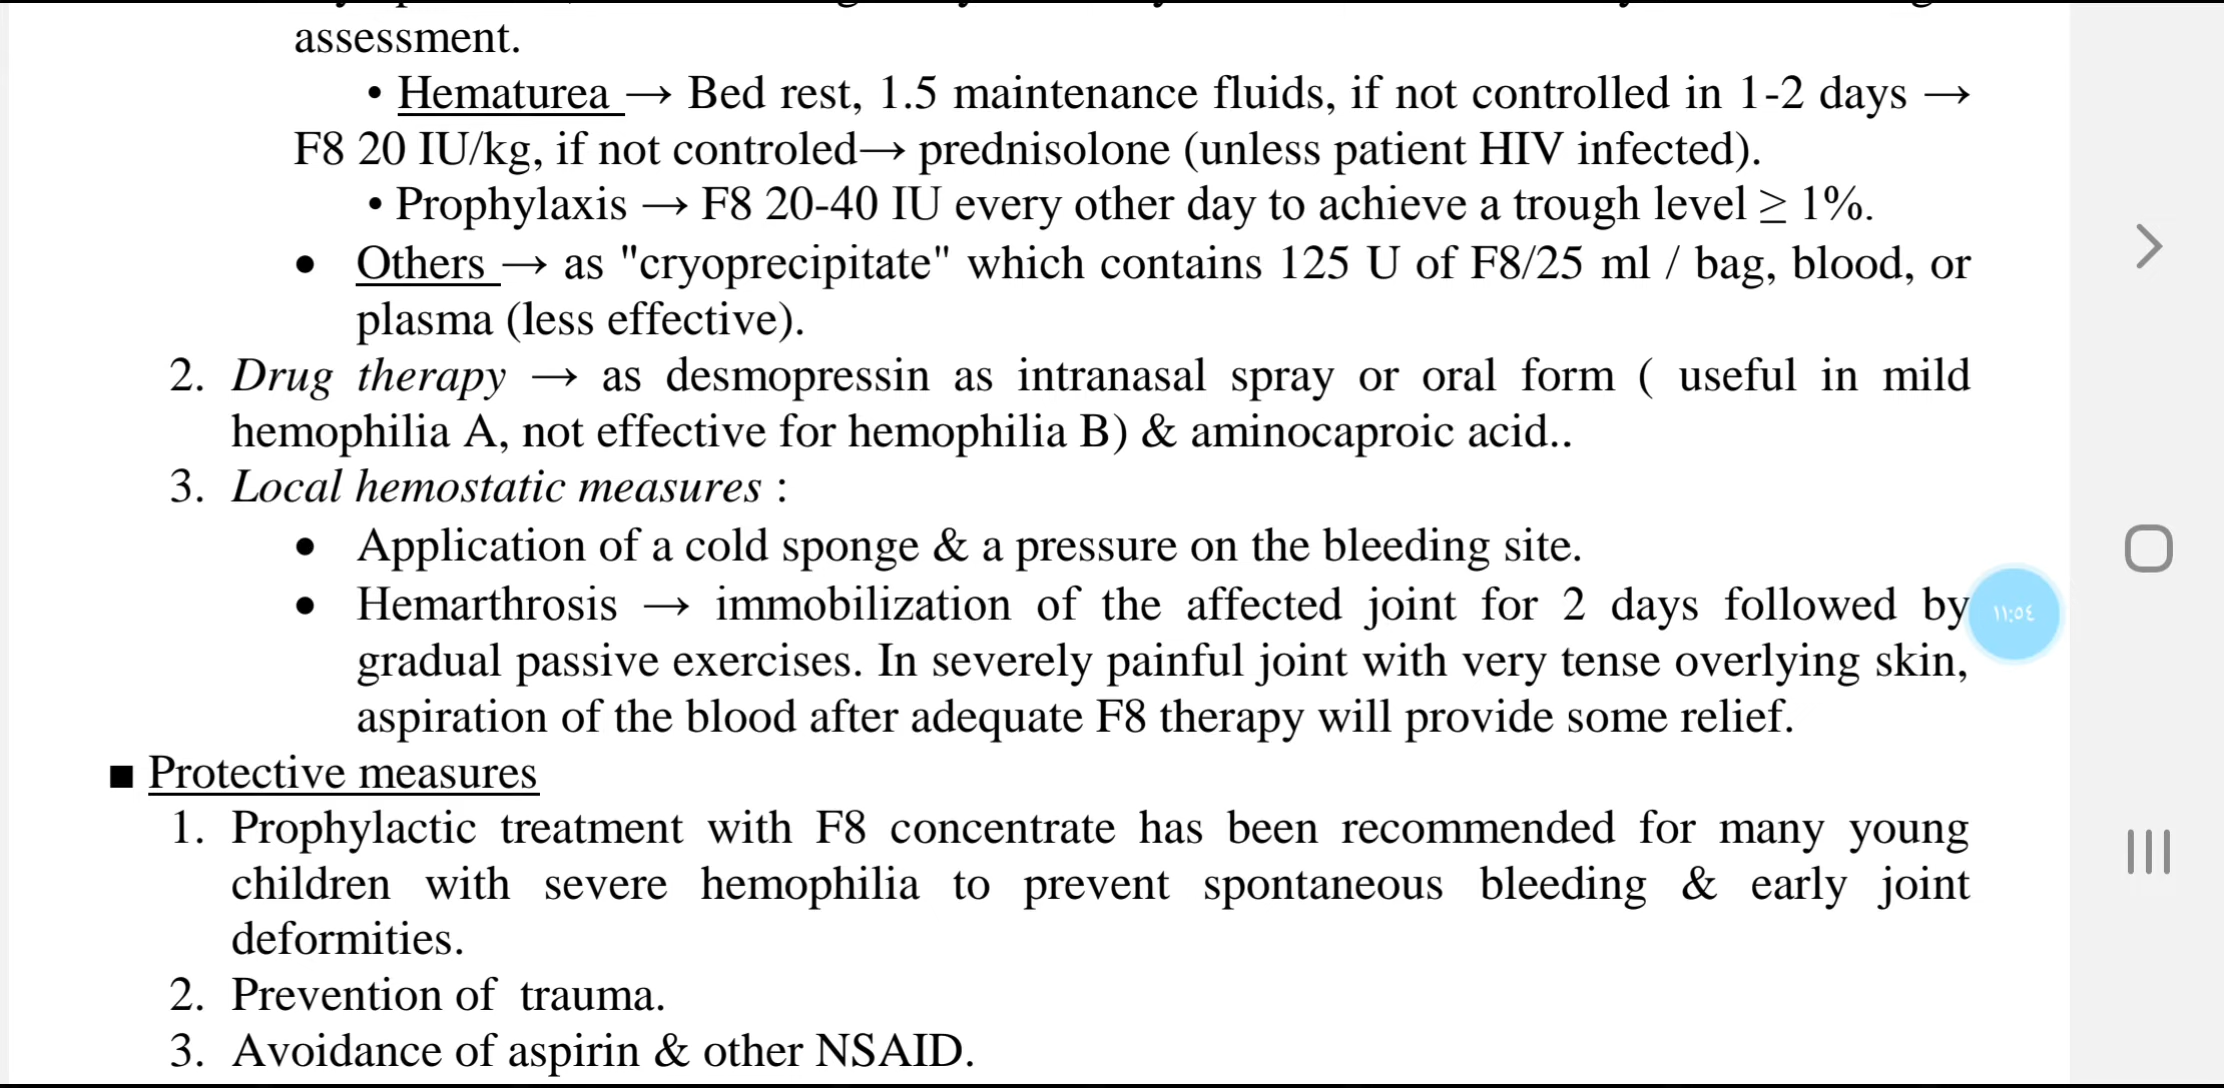 assessment.
• Hematurea → Bed rest, 1.5 maintenance fluids, if not controlled in 1-2 days →
F8 20 IU/kg, if not controled→ prednisolone (unless patient HIV infected).
• Prophylaxis → F8 20-40 IU every other day to achieve a trough level ≥ 1%.
● Others → as "cryoprecipitate" which contains 125 U of F8/25 ml / bag, blood, or
plasma (less effective).
2. Drug therapy → as desmopressin as intranasal spray or oral form ( useful in mild
hemophilia A, not effective for hemophilia B) & aminocaproic acid..
3. Local hemostatic measures :
● Application of a cold sponge & a pressure on the bleeding site.
● Hemarthrosis → immobilization of the affected joint for 2 days followed by
١١:٥٤
gradual passive exercises. In severely painful joint with very tense overlying skin,
aspiration of the blood after adequate F8 therapy will provide some relief.
■ Protective measures
1. Prophylactic treatment with F8 concentrate has been recommended for many young
children with severe hemophilia to prevent spontaneous bleeding & early joint
deformities.
2. Prevention of trauma.
3. Avoidance of aspirin & other NSAID.